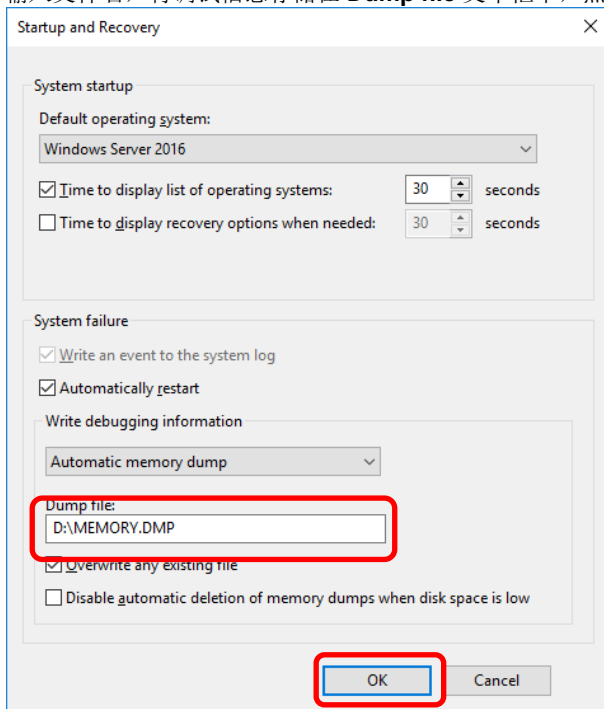 Startup and Recovery
System startup
Default operating system:
Windows Server 2016
Time to display list of operating systems: 30 seconds
Time to display recovery options when needed: 30 seconds
System failure
Write an event to the system log
Automatically restart
Write debugging information
Automatic memory dump
Dump file:
D:\MEMORY.DMP
Overwrite any existing file
Disable automatic deletion of memory dumps when disk space is low
OK Cancel